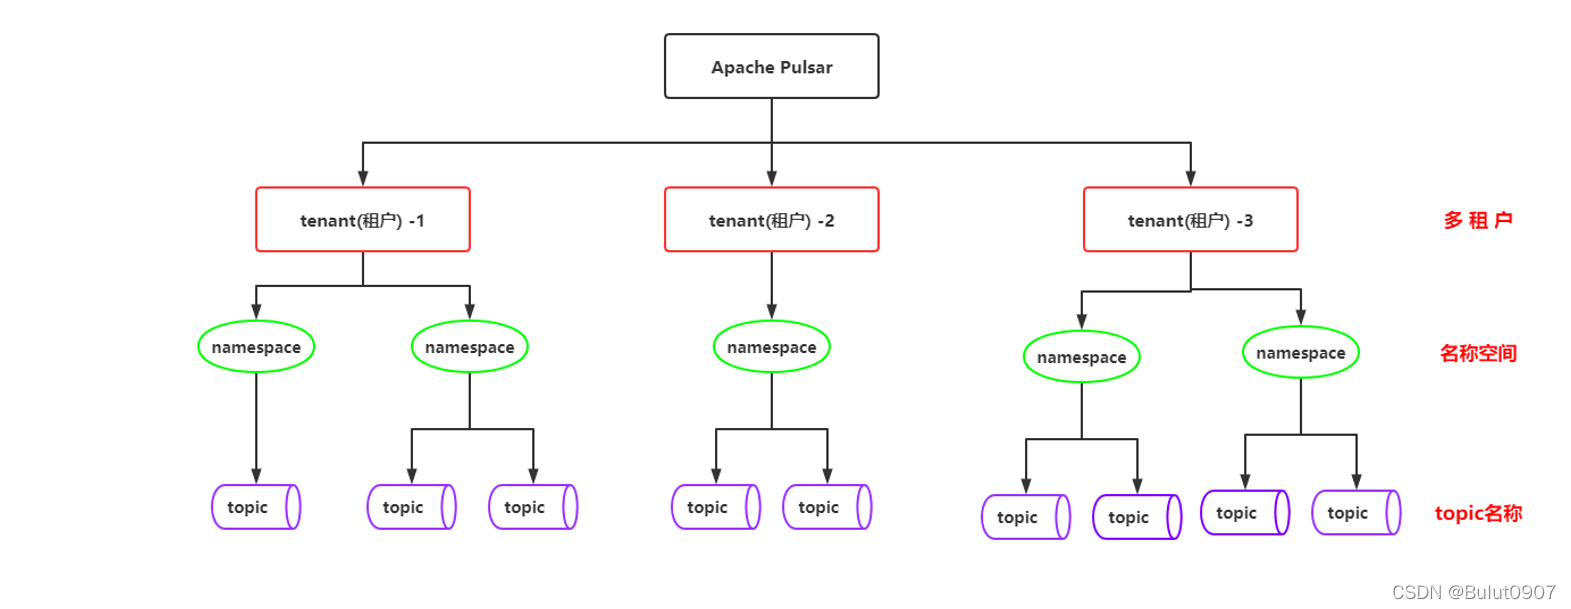 Apache Pulsar
tenant(租户) -1
tenant(租户) -2
tenant(租户) -3
多 租 户
namespace
namespace
namespace
namespace
namespace
名称空间
topic
topic
topic
topic
topic
topic
topic
topic
topic
topic名称
CSDN @Bulut0907